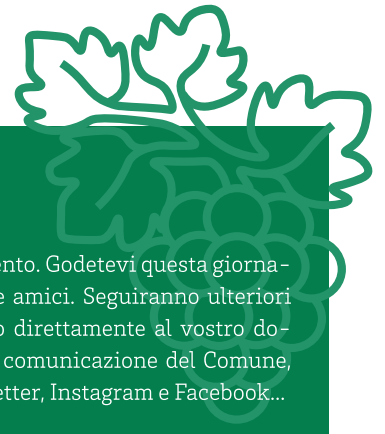 ento. Godetevi questa giorna-
e amici. Seguiranno ulteriori
o direttamente al vostro do-
comunicazione del Comune,
etter, Instagram e Facebook...